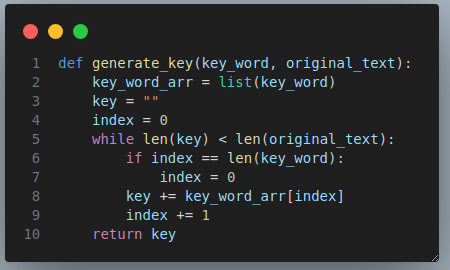 1 def generate_key(key_word, original_text):
2     key_word_arr = list(key_word)
3     key = ""
4     index = 0
5     while len(key) < len(original_text):
6         if index == len(key_word):
7             index = 0
8         key += key_word_arr[index]
9         index += 1
10     return key